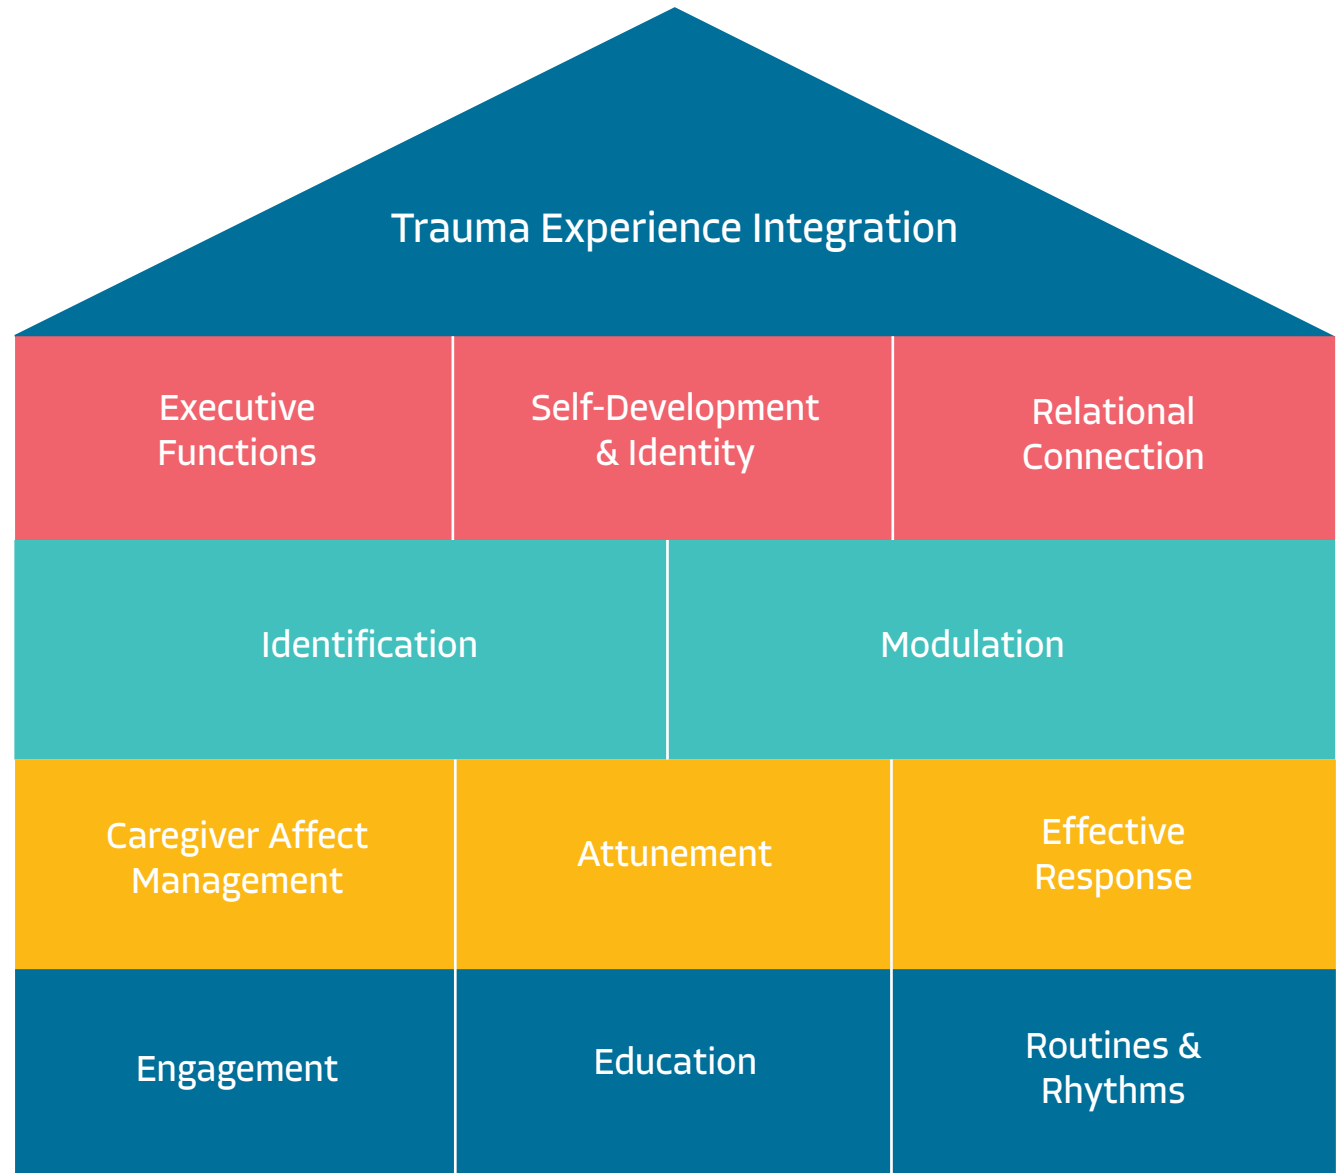 Trauma Experience Integration
Executive
Functions
Self-Development
& Identity
Relational
Connection
Identification
Modulation
Caregiver Affect
Management
Attunement
Effective
Response
Engagement
Education
Routines &
Rhythms